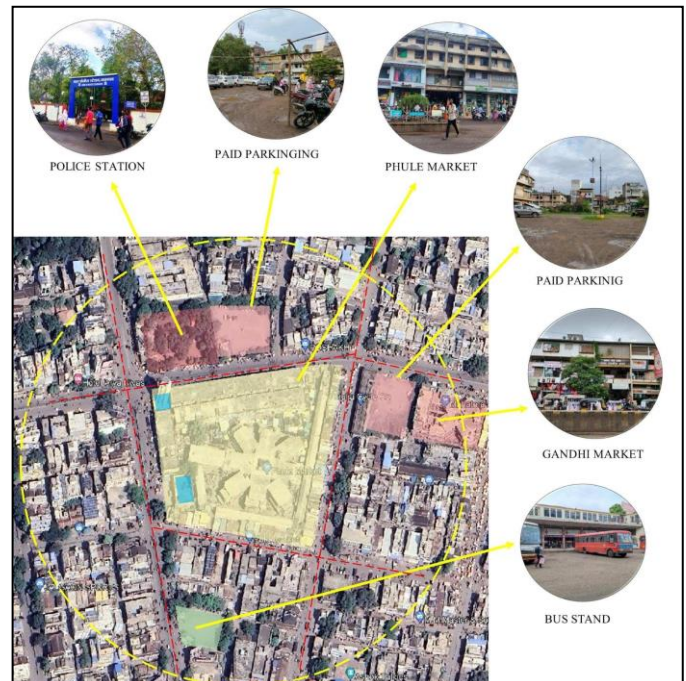 POLICE STATION
PAID PARKINGING
PHULE MARKET
PAID PARKINIG
GANDHI MARKET
BUS STAND